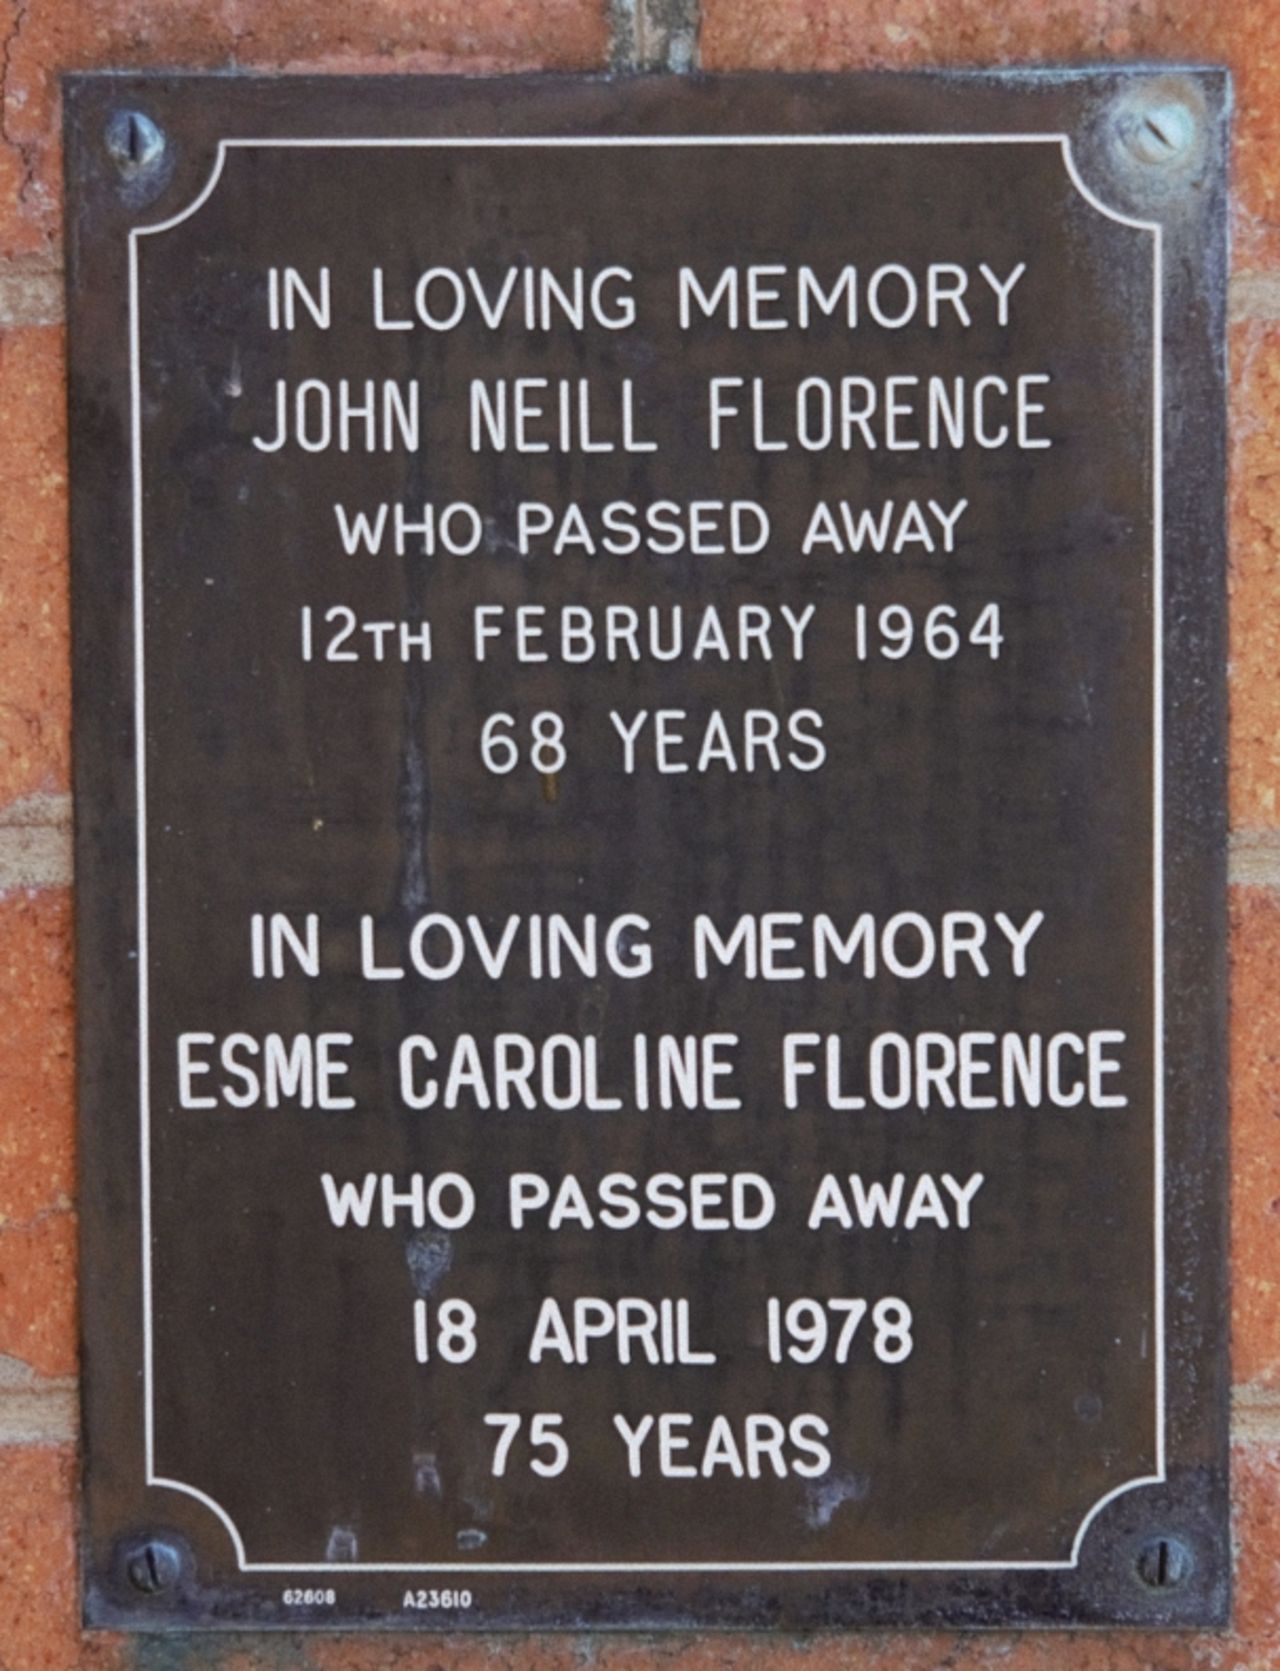 IN LOVING MEMORY
JOHN NEILL FLORENCE
WHO PASSED AWAY
12TH FEBRUARY 1964
68 YEARS
IN LOVING MEMORY
ESME CAROLINE FLORENCE
WHO PASSED AWAY
18 APRIL 1978
75 YEARS
62608 A23610